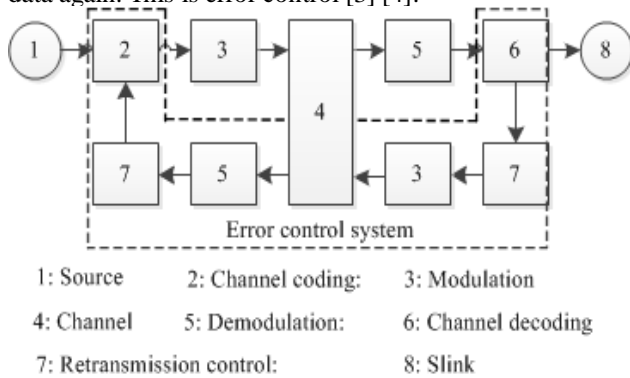 data again. This is error control [3] [4].
1 2 3 5 6 8
4
7 5 3 7
Error control system
1: Source 2: Channel coding: 3: Modulation
4: Channel 5: Demodulation: 6: Channel decoding
7: Retransmission control: 8: Slink